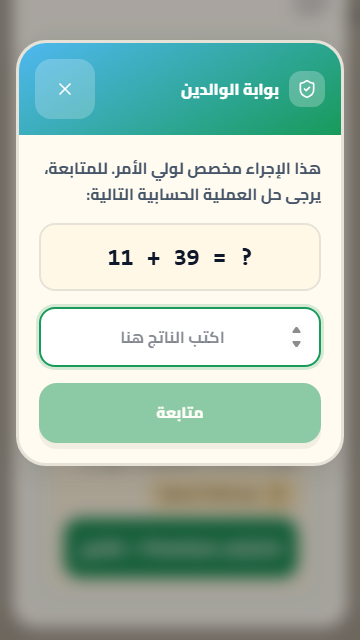 بوابة الوالدين
هذا الإجراء مخصص لولي الأمر. للمتابعة،
يرجى حل العملية الحسابية التالية:
11 + 39 = ?
اكتب الناتج هنا
متابعة